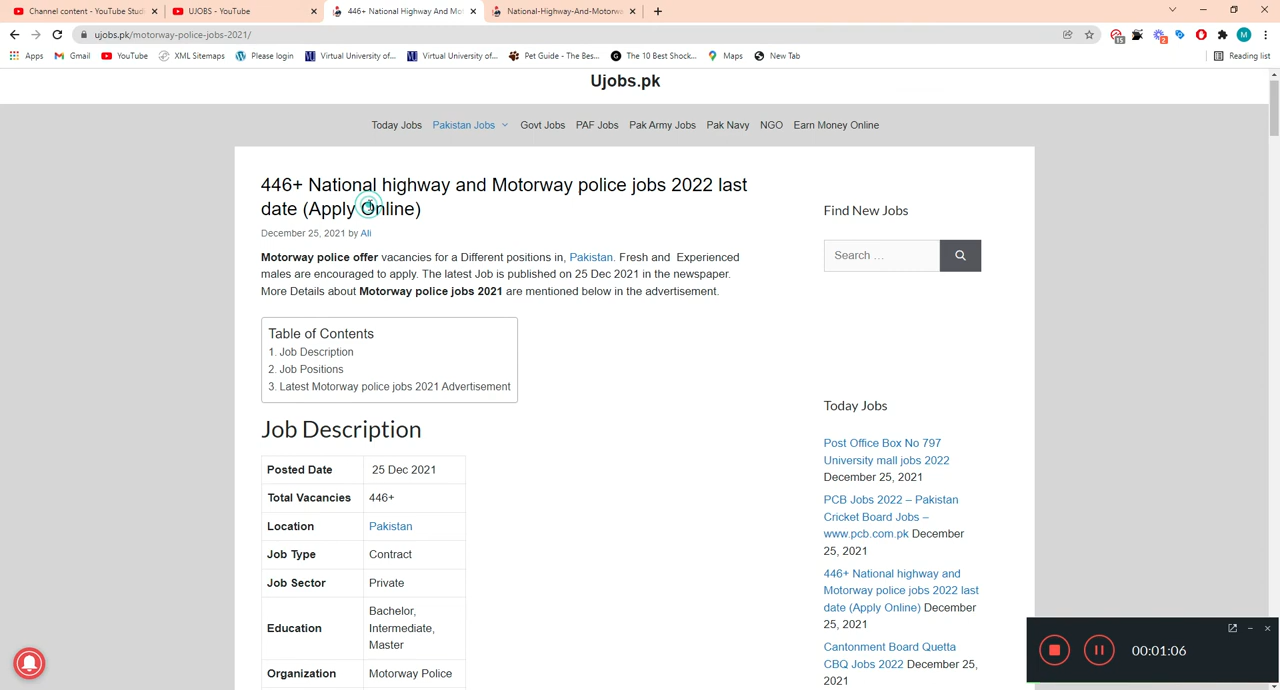 Channel content - YouTube Studi
UJOBS - YouTube
446+ National Highway And Mot
National-Highway-And-Motorwa
ujobs.pk/motorway-police-jobs-2021/
15
2
M
Apps
Gmail
YouTube
XML Sitemaps
Please login
Virtual University of...
Virtual University of...
Pet Guide - The Bes...
The 10 Best Shock...
Maps
New Tab
Reading list
Ujobs.pk
Today Jobs
Pakistan Jobs
Govt Jobs
PAF Jobs
Pak Army Jobs
Pak Navy
NGO
Earn Money Online
446+ National highway and Motorway police jobs 2022 last
date (Apply Online)
December 25, 2021 by Ali
Motorway police offer vacancies for a Different positions in, Pakistan. Fresh and Experienced
males are encouraged to apply. The latest Job is published on 25 Dec 2021 in the newspaper.
More Details about Motorway police jobs 2021 are mentioned below in the advertisement.
Table of Contents
1. Job Description
2. Job Positions
3. Latest Motorway police jobs 2021 Advertisement
Job Description
Posted Date 25 Dec 2021
Total Vacancies 446+
Location Pakistan
Job Type Contract
Job Sector Private
Education Bachelor,
Intermediate,
Master
Organization Motorway Police
Find New Jobs
Search …
Today Jobs
Post Office Box No 797
University mall jobs 2022
December 25, 2021
PCB Jobs 2022 – Pakistan
Cricket Board Jobs –
www.pcb.com.pk December
25, 2021
446+ National highway and
Motorway police jobs 2022 last
date (Apply Online) December
25, 2021
Cantonment Board Quetta
CBQ Jobs 2022 December 25,
2021
00:01:06